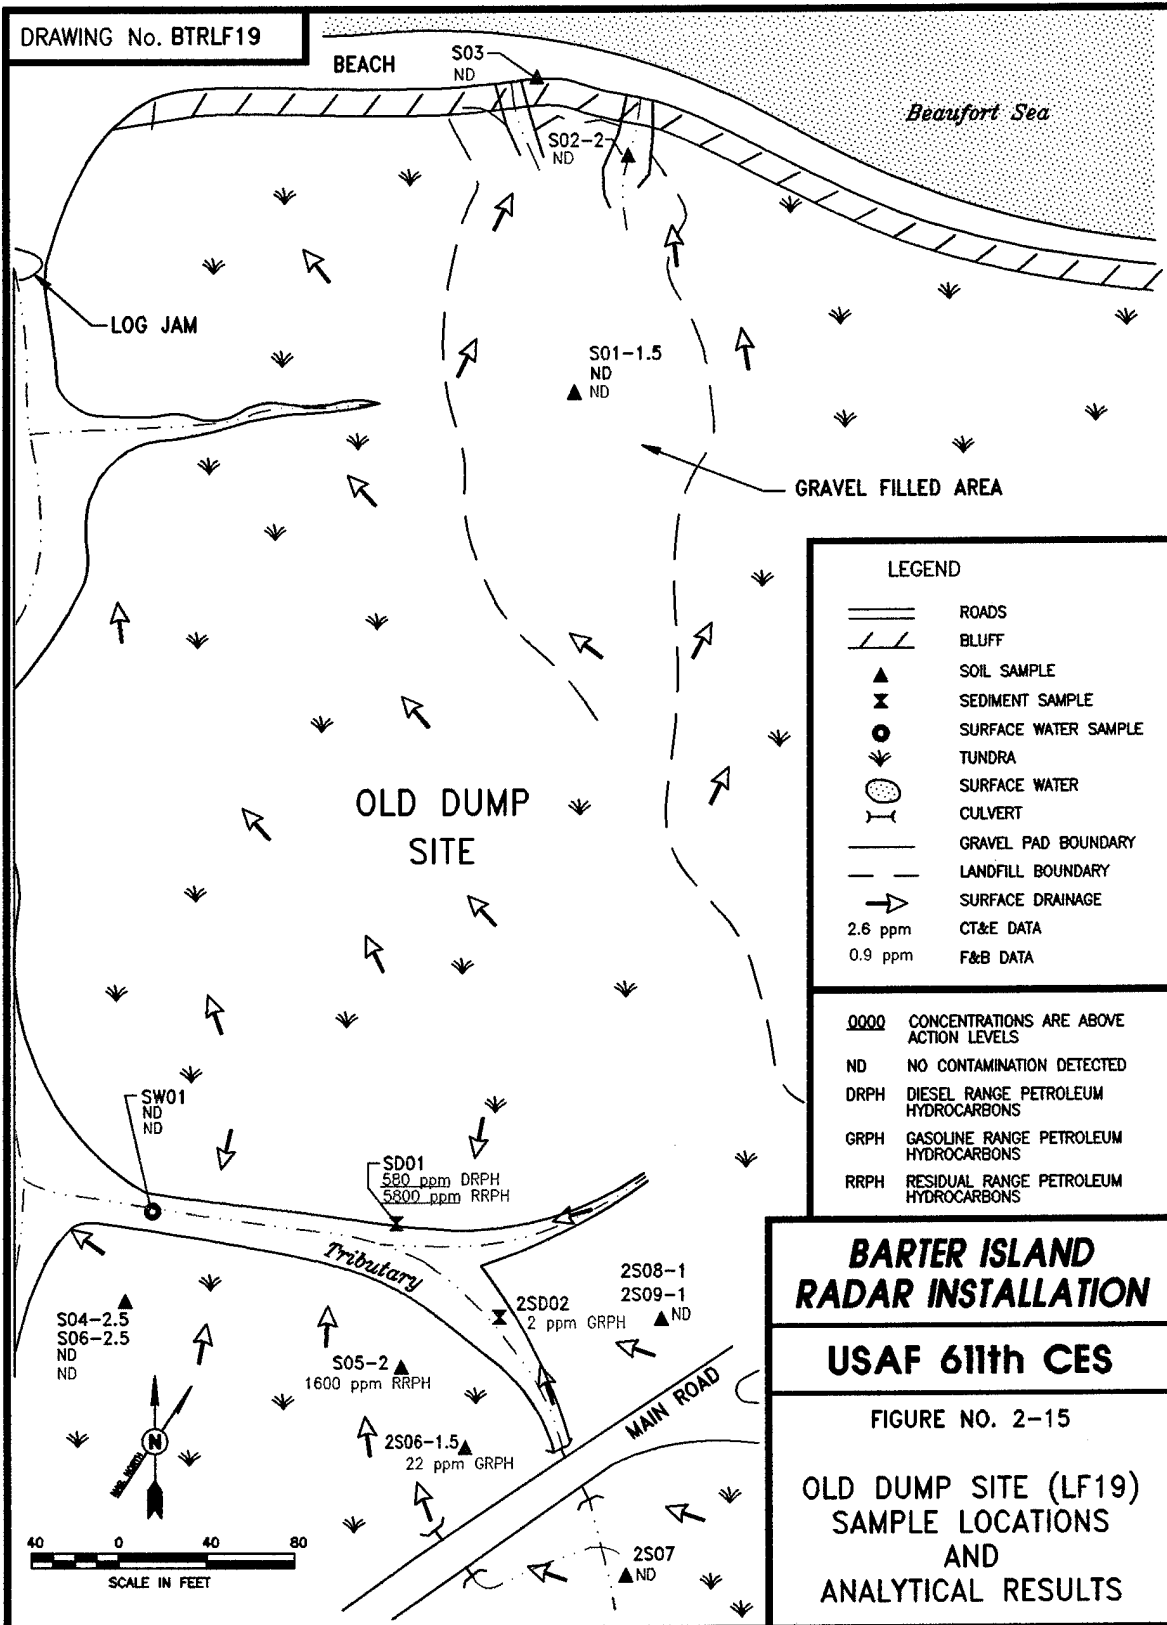 DRAWING No. BTRLF19
BEACH
S03
ND
Beaufort Sea
S02-2
ND
LOG JAM
S01-1.5
ND
ND
GRAVEL FILLED AREA
LEGEND
ROADS
BLUFF
SOIL SAMPLE
SEDIMENT SAMPLE
SURFACE WATER SAMPLE
TUNDRA
SURFACE WATER
CULVERT
GRAVEL PAD BOUNDARY
LANDFILL BOUNDARY
SURFACE DRAINAGE
2.6 ppm CT&E DATA
0.9 ppm F&B DATA
OLD DUMP
SITE
0000 CONCENTRATIONS ARE ABOVE
ACTION LEVELS
ND NO CONTAMINATION DETECTED
DRPH DIESEL RANGE PETROLEUM
HYDROCARBONS
GRPH GASOLINE RANGE PETROLEUM
HYDROCARBONS
RRPH RESIDUAL RANGE PETROLEUM
HYDROCARBONS
SW01
ND
ND
SD01
580 ppm DRPH
5800 ppm RRPH
Tributary
2SD02
2 ppm GRPH
2S08-1
2S09-1
ND
S04-2.5
S06-2.5
ND
ND
S05-2
1600 ppm RRPH
2S06-1.5
22 ppm GRPH
MAIN ROAD
2S07
ND
N
MAG. NORTH
40 0 40 80
SCALE IN FEET
BARTER ISLAND
RADAR INSTALLATION
USAF 611th CES
FIGURE NO. 2-15
OLD DUMP SITE (LF19)
SAMPLE LOCATIONS
AND
ANALYTICAL RESULTS